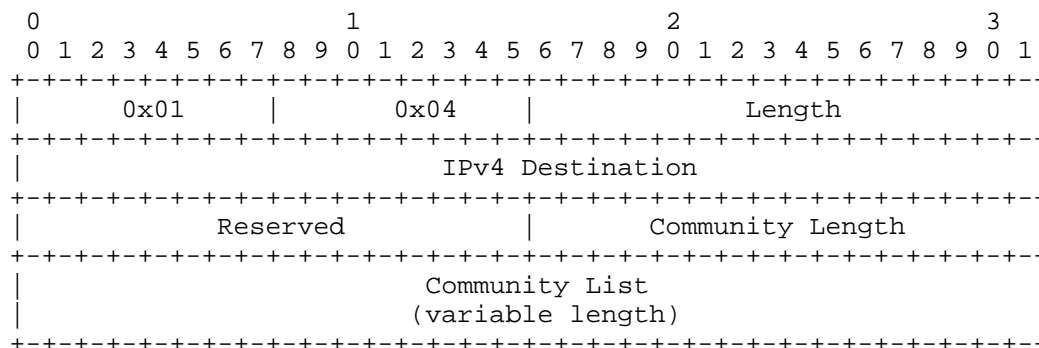 0                   1                   2                   3
 0 1 2 3 4 5 6 7 8 9 0 1 2 3 4 5 6 7 8 9 0 1 2 3 4 5 6 7 8 9 0 1
+-+-+-+-+-+-+-+-+-+-+-+-+-+-+-+-+-+-+-+-+-+-+-+-+-+-+-+-+-+-+-+-
|      0x01     |      0x04     |             Length
+-+-+-+-+-+-+-+-+-+-+-+-+-+-+-+-+-+-+-+-+-+-+-+-+-+-+-+-+-+-+-+-
|                          IPv4 Destination
+-+-+-+-+-+-+-+-+-+-+-+-+-+-+-+-+-+-+-+-+-+-+-+-+-+-+-+-+-+-+-+-
|            Reserved           |       Community Length
+-+-+-+-+-+-+-+-+-+-+-+-+-+-+-+-+-+-+-+-+-+-+-+-+-+-+-+-+-+-+-+-
|                         Community List
|                        (variable length)
+-+-+-+-+-+-+-+-+-+-+-+-+-+-+-+-+-+-+-+-+-+-+-+-+-+-+-+-+-+-+-+-